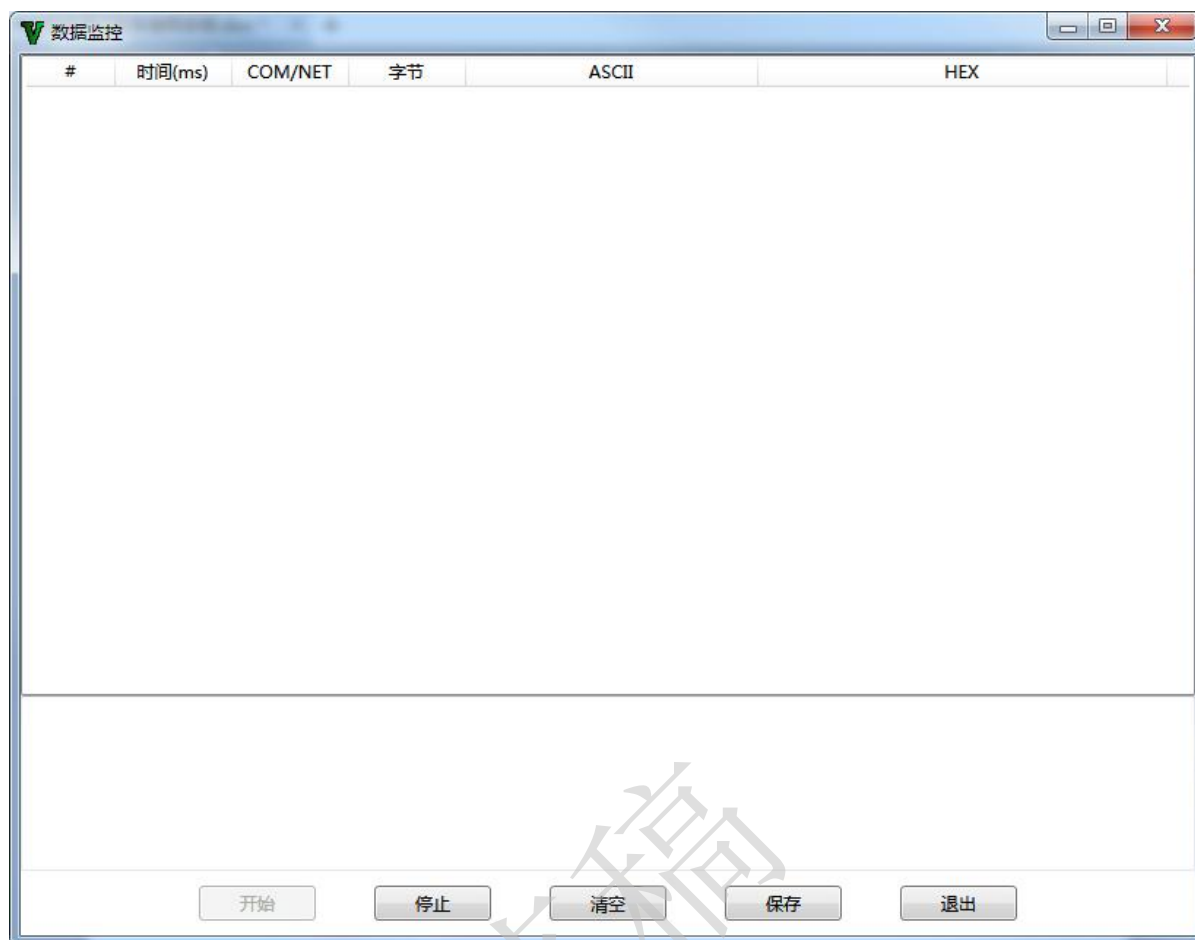 数据监控
# 时间(ms) COM/NET 字节 ASCII HEX
稿
开始 停止 清空 保存 退出